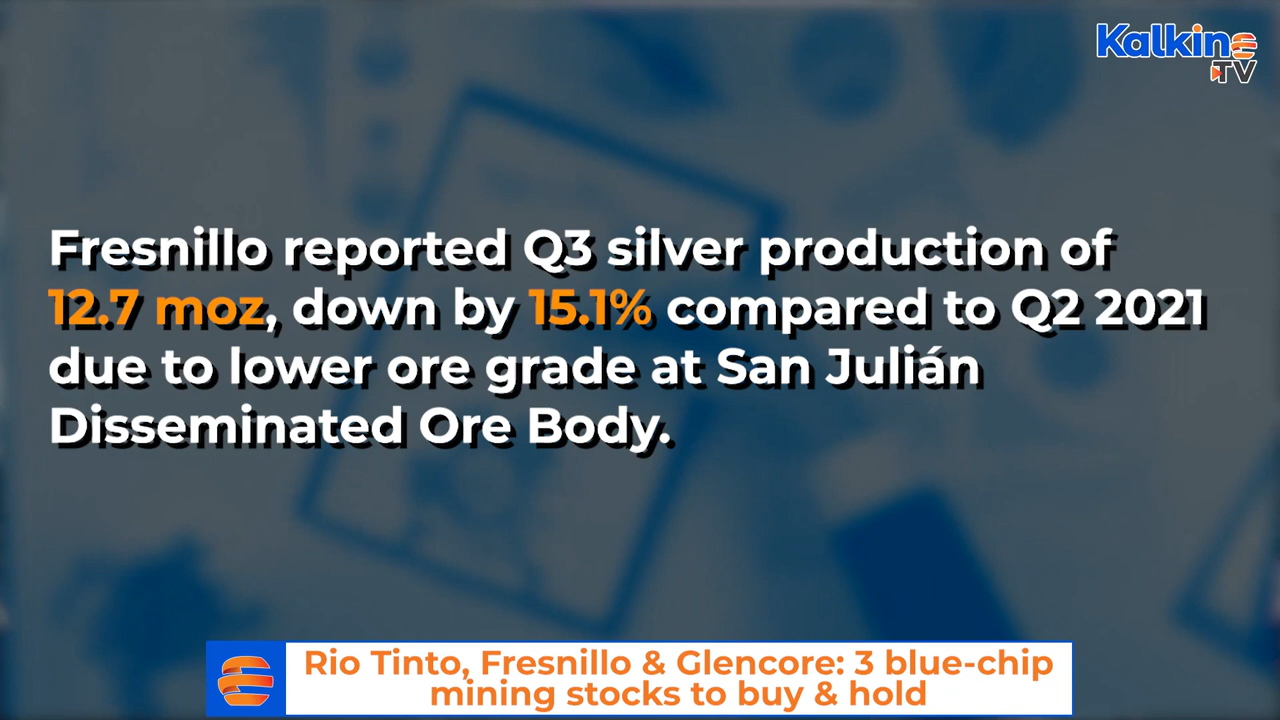 Kalkine
TV
Fresnillo reported Q3 silver production of
12.7 moz, down by 15.1% compared to Q2 2021
due to lower ore grade at San Julián
Disseminated Ore Body.
Rio Tinto, Fresnillo & Glencore: 3 blue-chip
mining stocks to buy & hold